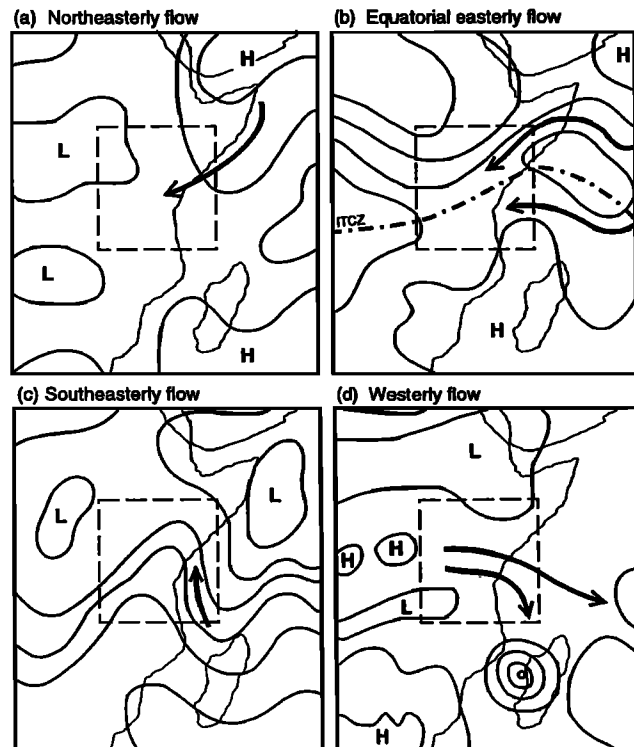 (a) Northeasterly flow
(b) Equatorial easterly flow
H
H
L
L
ITCZ
H
H
(c) Southeasterly flow
(d) Westerly flow
L
L
L
H
H
L
H